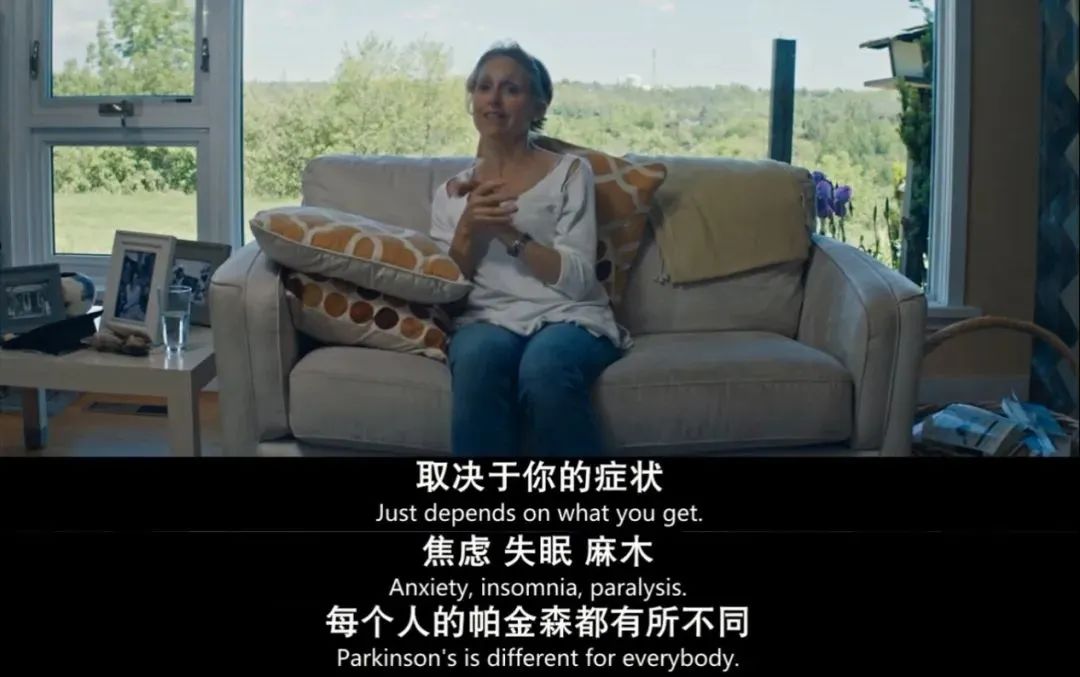 取决于你的症状
Just depends on what you get.
焦虑 失眠 麻木
Anxiety, insomnia, paralysis.
每个人的帕金森都有所不同
Parkinson's is different for everybody.